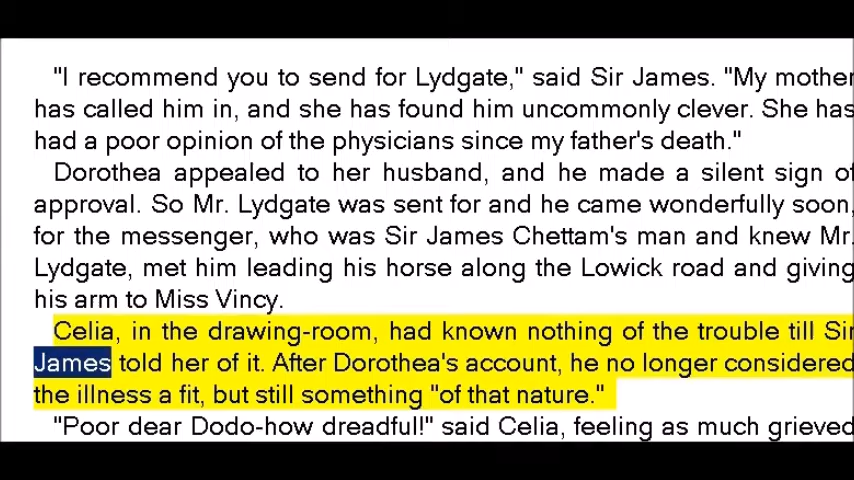 "I recommend you to send for Lydgate," said Sir James. "My mother
has called him in, and she has found him uncommonly clever. She has
had a poor opinion of the physicians since my father's death."
Dorothea appealed to her husband, and he made a silent sign of
approval. So Mr. Lydgate was sent for and he came wonderfully soon,
for the messenger, who was Sir James Chettam's man and knew Mr.
Lydgate, met him leading his horse along the Lowick road and giving
his arm to Miss Vincy.
Celia, in the drawing-room, had known nothing of the trouble till Sir
James told her of it. After Dorothea's account, he no longer considered
the illness a fit, but still something "of that nature."
"Poor dear Dodo-how dreadful!" said Celia, feeling as much grieved